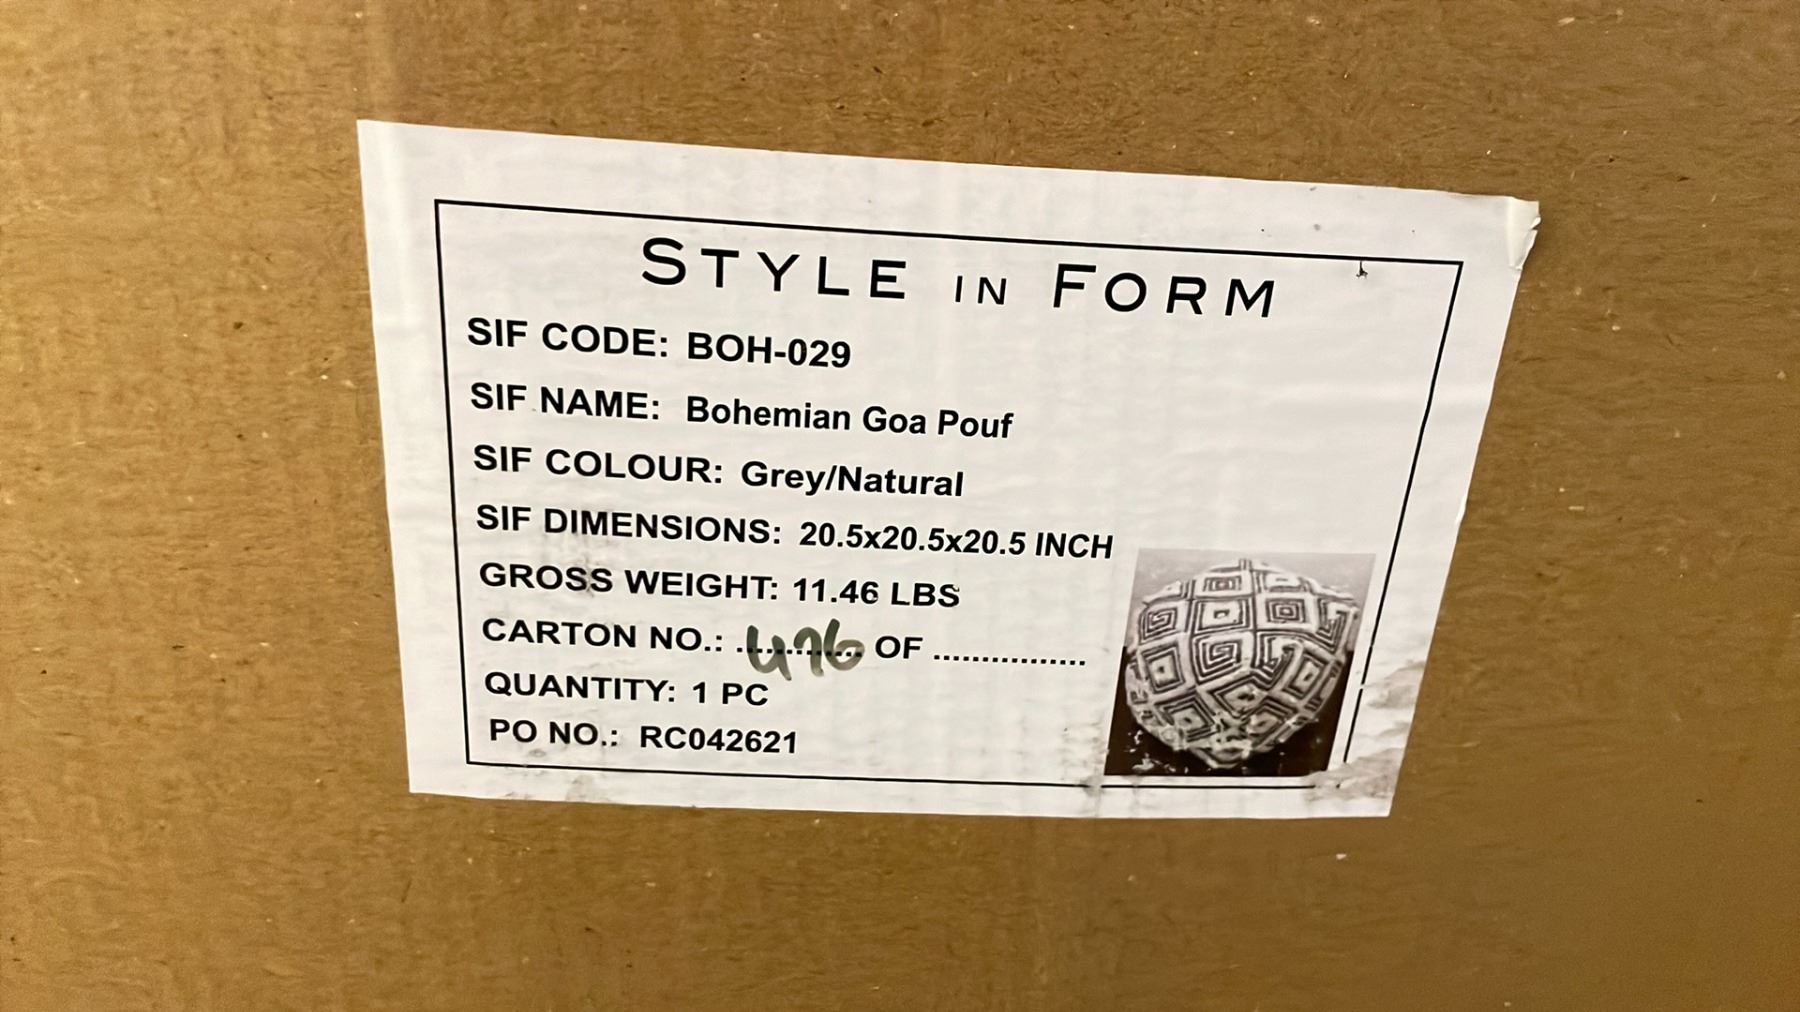 STYLE IN FORM
SIF CODE: BOH-029
SIF NAME: Bohemian Goa Pouf
SIF COLOUR: Grey/Natural
SIF DIMENSIONS: 20.5x20.5x20.5 INCH
GROSS WEIGHT: 11.46 LBS
CARTON NO.: 476 OF ................
QUANTITY: 1 PC
PO NO.: RC042621